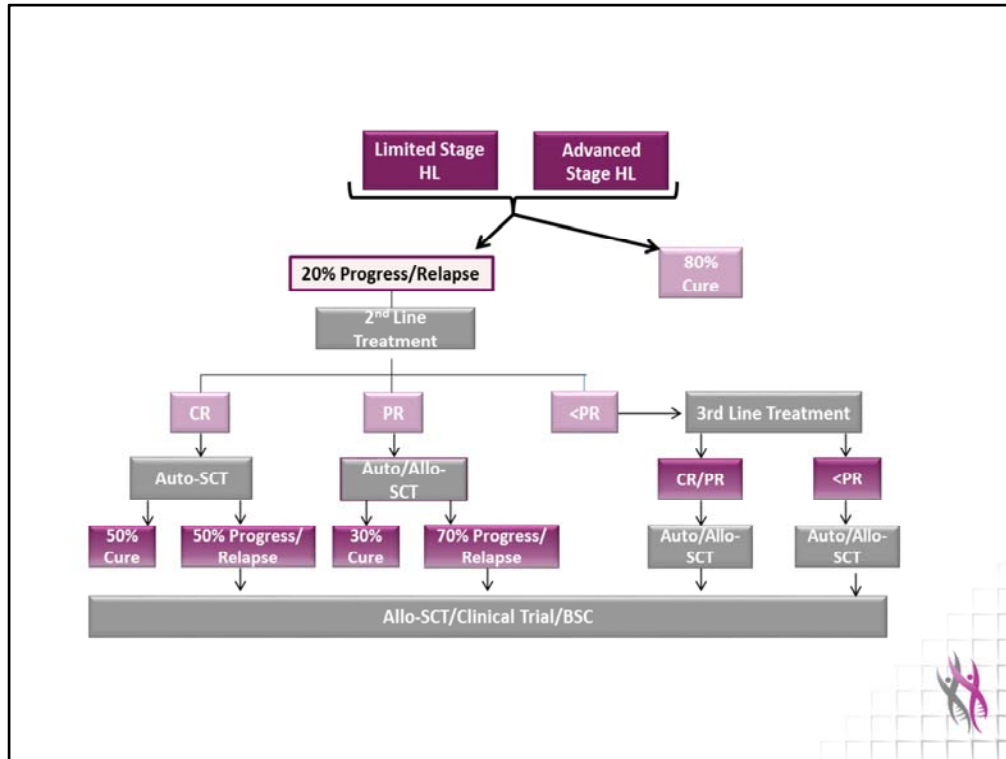 Limited Stage
HL
Advanced
Stage HL
20% Progress/Relapse
80%
Cure
2nd Line
Treatment
CR
PR
<PR
3rd Line Treatment
Auto-SCT
Auto/Allo-
SCT
CR/PR
<PR
50%
Cure
50% Progress/
Relapse
30%
Cure
70% Progress/
Relapse
Auto/Allo-
SCT
Auto/Allo-
SCT
Allo-SCT/Clinical Trial/BSC